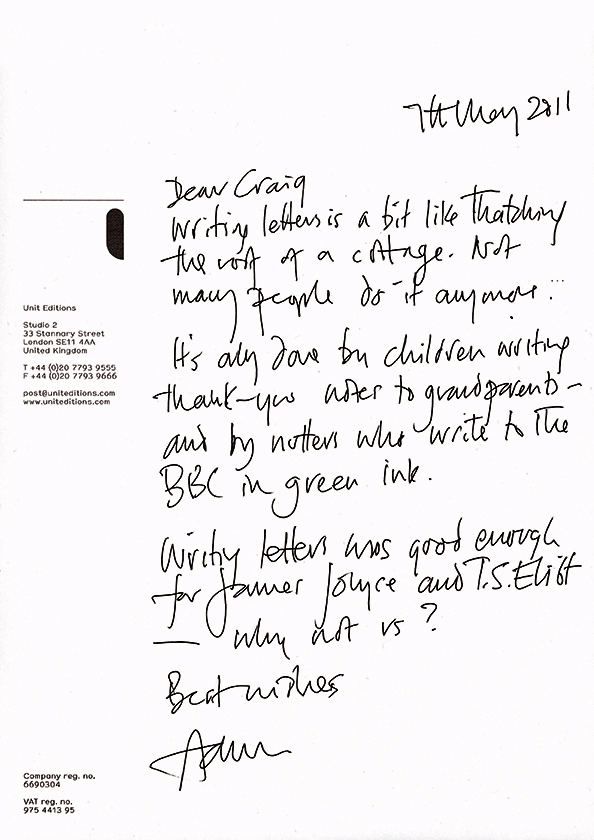 7th May 2011
Dear Craig
Writing letters is a bit like thatching
the roof of a cottage. Not
many people do it anymore...
It's only done by children writing
thank-you notes to grandparents –
and by nutters who write to the
BBC in green ink.
Writing letters was good enough
for James Joyce and T.S. Eliot
— why not us?
Best wishes
Unit Editions
Studio 2
33 Stannary Street
London SE11 4AA
United Kingdom
T +44 (0)20 7793 9555
F +44 (0)20 7793 9666
post@uniteditions.com
www.uniteditions.com
Company reg. no.
6690304
VAT reg. no.
975 4413 95